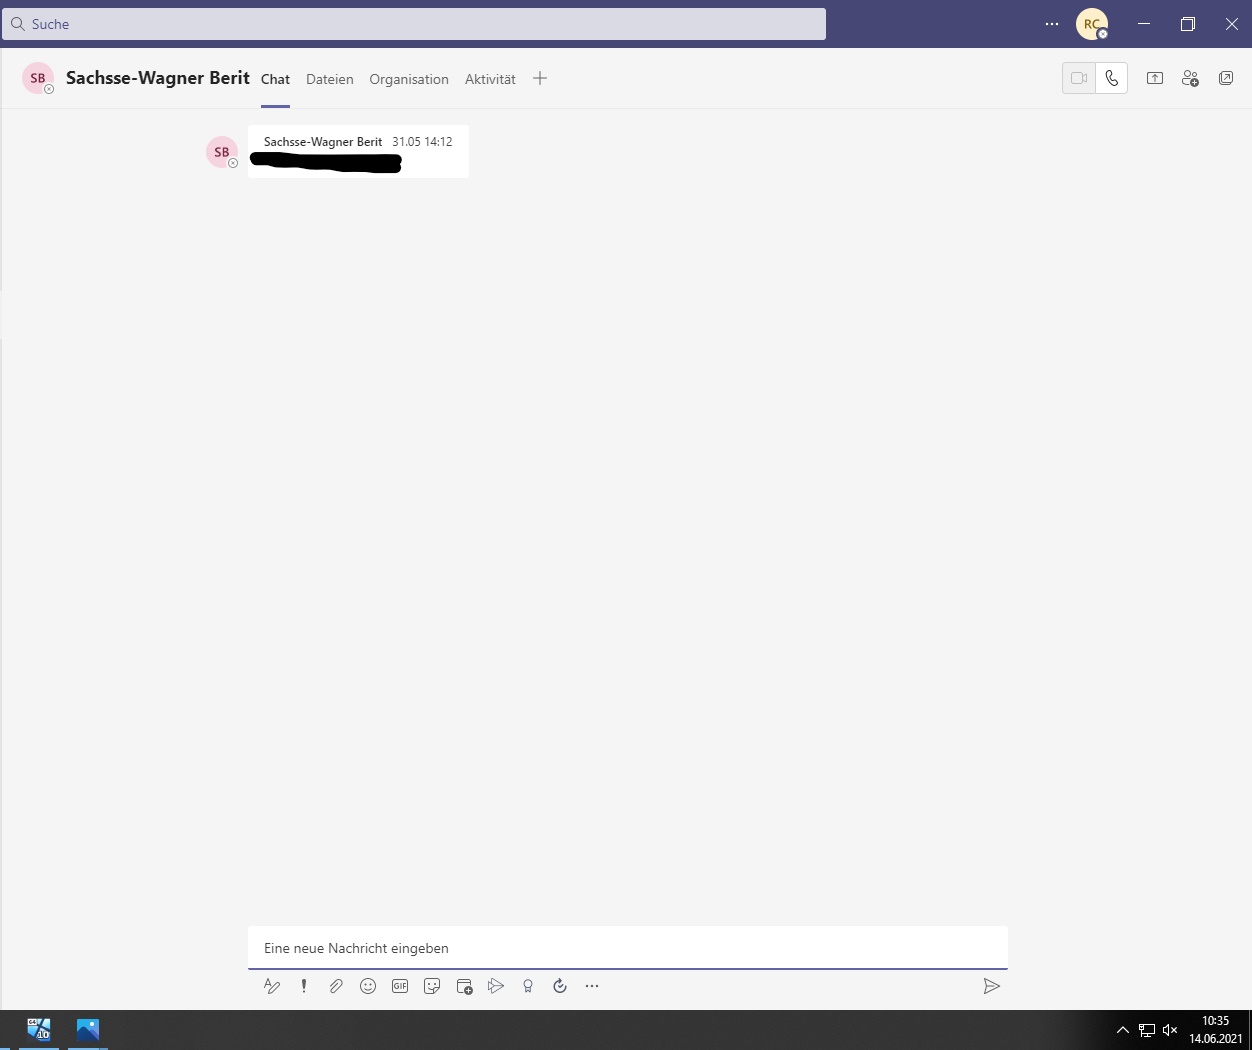 Suche
RC
SB
Sachsse-Wagner Berit Chat Dateien Organisation Aktivität
SB
Sachsse-Wagner Berit 31.05 14:12
Eine neue Nachricht eingeben
GIF
10:35
14.06.2021